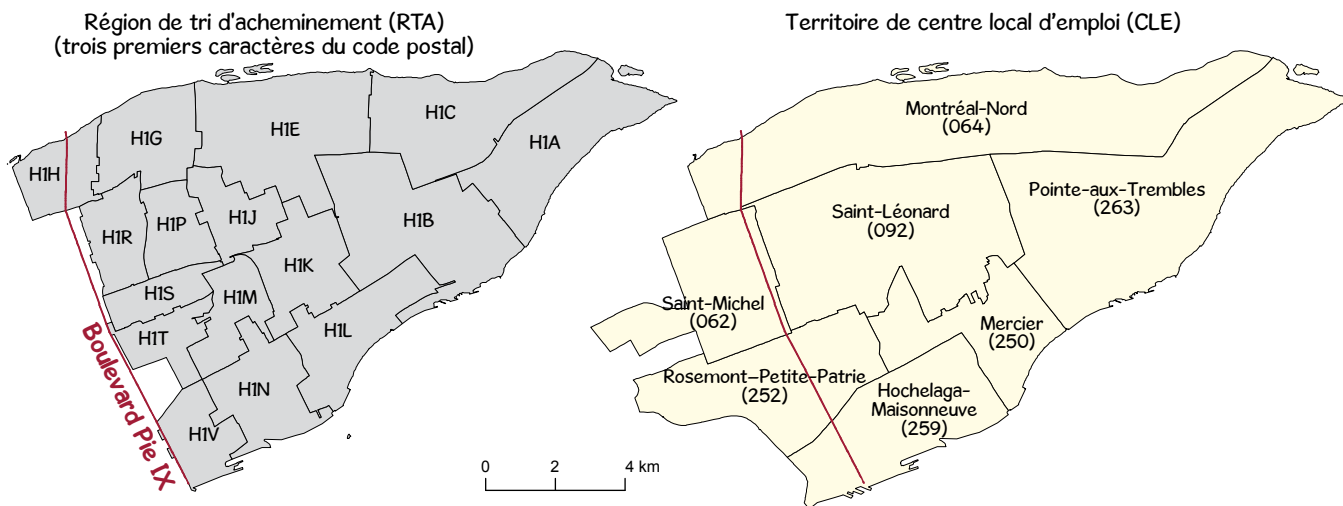 Région de tri d'acheminement (RTA)
(trois premiers caractères du code postal)
H1C
H1E
H1G
H1A
H1H
H1J
H1P
H1B
H1R
H1K
H1S
H1M
H1L
H1T
H1N
H1V
Boulevard Pie IX
0 2 4 km
Territoire de centre local d'emploi (CLE)
Montréal-Nord
(064)
Pointe-aux-Trembles
(263)
Saint-Léonard
(092)
Saint-Michel
(062)
Mercier
(250)
Rosemont-Petite-Patrie
(252)
Hochelaga-
Maisonneuve
(259)